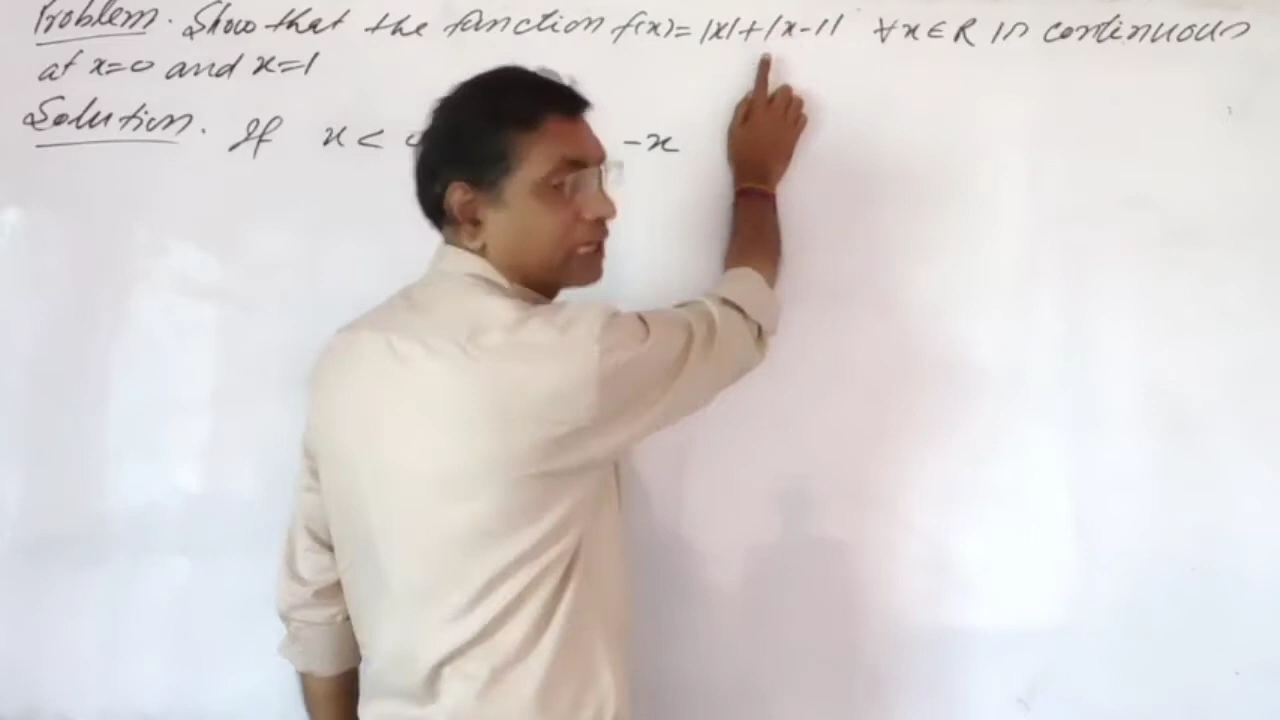 Problem. Show that the function f(x)=|x|+|x-1| ∀x∈R is continuous
at x=0 and x=1
Solution. If x< -x